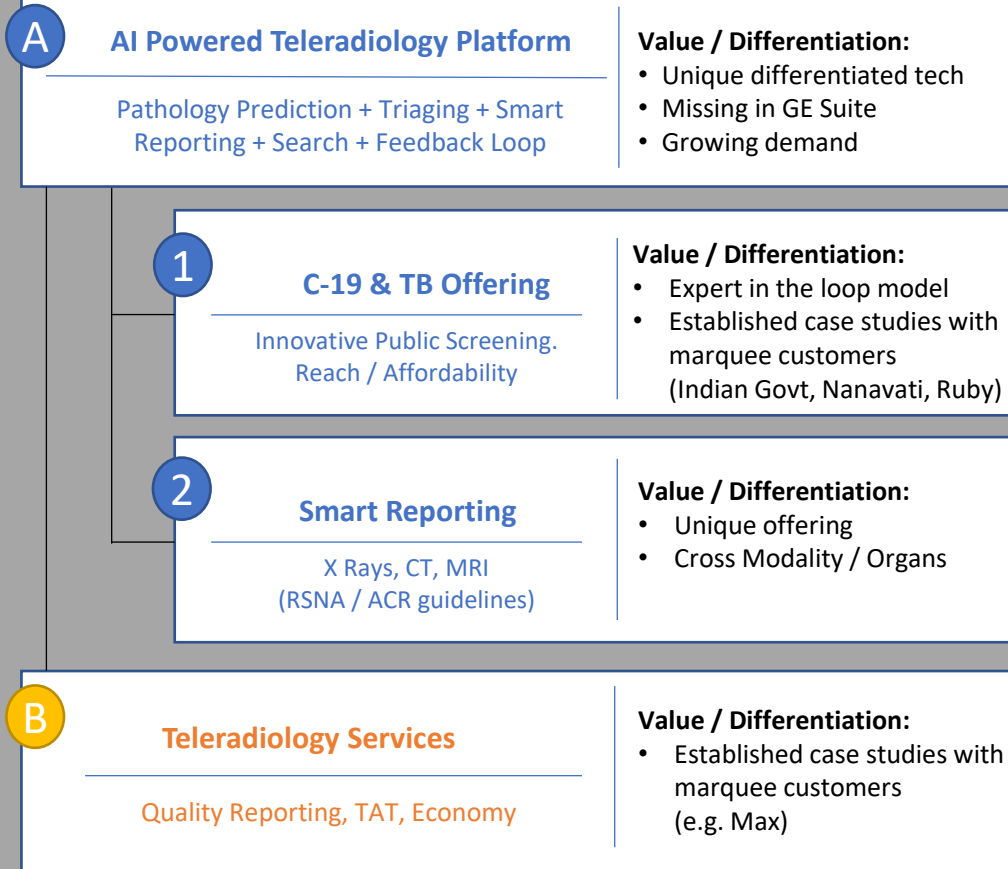 A
AI Powered Teleradiology Platform
Pathology Prediction + Triaging + Smart
Reporting + Search + Feedback Loop
Value / Differentiation:
• Unique differentiated tech
• Missing in GE Suite
• Growing demand
1
C-19 & TB Offering
Innovative Public Screening.
Reach / Affordability
Value / Differentiation:
• Expert in the loop model
• Established case studies with
marquee customers
(Indian Govt, Nanavati, Ruby)
2
Smart Reporting
X Rays, CT, MRI
(RSNA / ACR guidelines)
Value / Differentiation:
• Unique offering
• Cross Modality / Organs
B
Teleradiology Services
Quality Reporting, TAT, Economy
Value / Differentiation:
• Established case studies with
marquee customers
(e.g. Max)